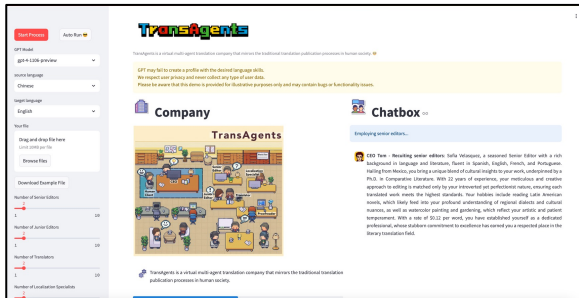 TransAgents
Start Process
Auto Run
GPT Model
gpt-4-1106-preview
source language
Chinese
target language
English
Your file
Drag and drop file here
Browse files
Download Example File
Number of Senior Editors
1
10
Number of Junior Editors
1
10
Number of Translators
1
10
Number of Localization Specialists
TransAgents is a virtual multi-agent translation company that mirrors the traditional translation publication processes in human society.
GPT may fail to create a profile with the desired language skills.
We respect user privacy and never collect any type of user data.
Please be aware that this demo is provided for illustrative purposes only and may contain bugs or functionality issues.
Company
TransAgents
TransAgents is a virtual multi-agent translation company that mirrors the traditional translation
publication processes in human society.
Chatbox
Employing senior editors...
CEO Tom - Recruiting senior editors: Sofia Velasquez, a seasoned Senior Editor with a rich
background in language and literature, fluent in Spanish, English, French, and Portuguese.
Hailing from Mexico, you bring a unique blend of cultural insights to your work, underpinned by a
Ph.D. in Comparative Literature. With 22 years of experience, your meticulous and creative
approach to editing is matched only by your introverted yet perfectionist nature, ensuring each
translated work meets the highest standards. Your hobbies include reading Latin American
novels, which likely feed into your profound understanding of regional dialects and cultural
nuances, as well as watercolor painting and gardening, which reflect your artistic and patient
temperament. With a rate of $0.12 per word, you have established yourself as a dedicated
professional, whose stubborn commitment to excellence has earned you a respected place in the
literary translation field.